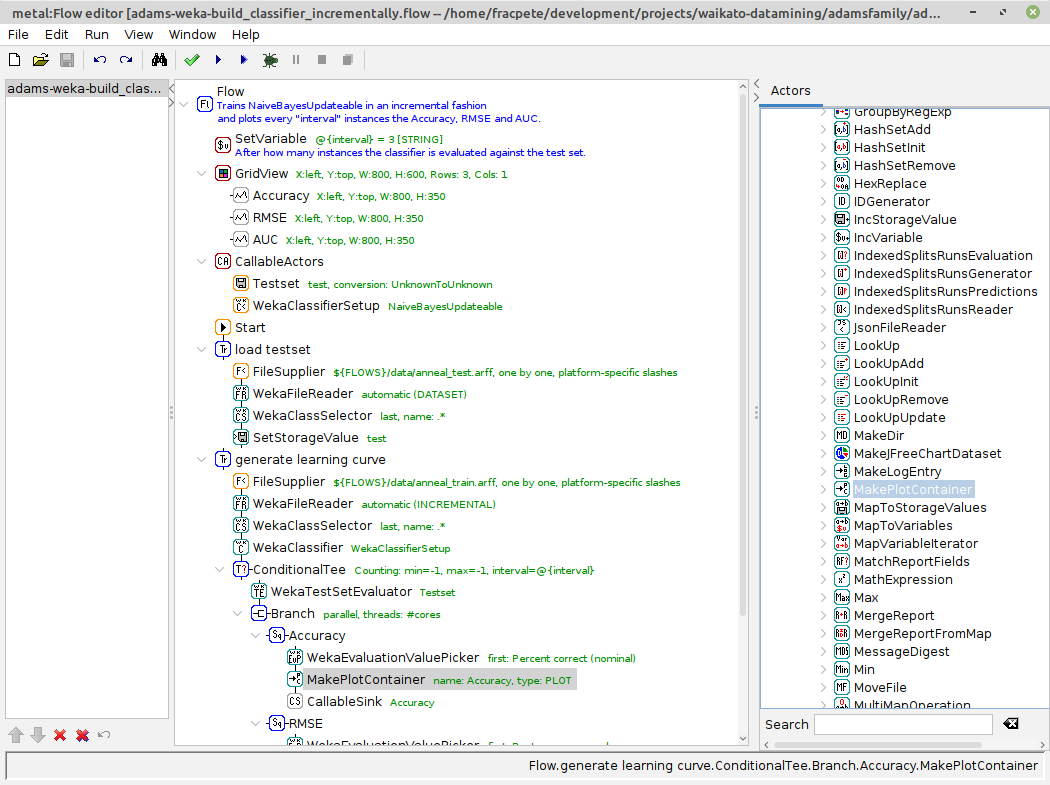 metal:Flow editor [adams-weka-build_classifier_incrementally.flow -- /home/fracpete/development/projects/waikato-datamining/adamsfamily/ad...
File Edit Run View Window Help
adams-weka-build_clas...
Flow
Trains NaiveBayesUpdateable in an incremental fashion
and plots every "interval" instances the Accuracy, RMSE and AUC.
SetVariable @{interval} = 3 [STRING]
After how many instances the classifier is evaluated against the test set.
GridView X:left, Y:top, W:800, H:600, Rows: 3, Cols: 1
Accuracy X:left, Y:top, W:800, H:350
RMSE X:left, Y:top, W:800, H:350
AUC X:left, Y:top, W:800, H:350
CallableActors
Testset test, conversion: UnknownToUnknown
WekaClassifierSetup NaiveBayesUpdateable
Start
load testset
FileSupplier ${FLOWS}/data/anneal_test.arff, one by one, platform-specific slashes
WekaFileReader automatic (DATASET)
WekaClassSelector last, name: .*
SetStorageValue test
generate learning curve
FileSupplier ${FLOWS}/data/anneal_train.arff, one by one, platform-specific slashes
WekaFileReader automatic (INCREMENTAL)
WekaClassSelector last, name: .*
WekaClassifier WekaClassifierSetup
ConditionalTee Counting: min=-1, max=-1, interval=@{interval}
WekaTestSetEvaluator Testset
Branch parallel, threads: #cores
Accuracy
WekaEvaluationValuePicker first: Percent correct (nominal)
MakePlotContainer name: Accuracy, type: PLOT
CallableSink Accuracy
RMSE
WekaEvaluationValuePicker
Actors
GroupByRegExp
HashSetAdd
HashSetInit
HashSetRemove
HexReplace
IDGenerator
IncStorageValue
IncVariable
IndexedSplitsRunsEvaluation
IndexedSplitsRunsGenerator
IndexedSplitsRunsPredictions
IndexedSplitsRunsReader
JsonFileReader
LookUp
LookUpAdd
LookUpInit
LookUpRemove
LookUpUpdate
MakeDir
MakeJFreeChartDataset
MakeLogEntry
MakePlotContainer
MapToStorageValues
MapToVariables
MapVariableIterator
MatchReportFields
MathExpression
Max
MergeReport
MergeReportFromMap
MessageDigest
Min
MoveFile
MultiMapOperation
Search
Flow.generate learning curve.ConditionalTee.Branch.Accuracy.MakePlotContainer